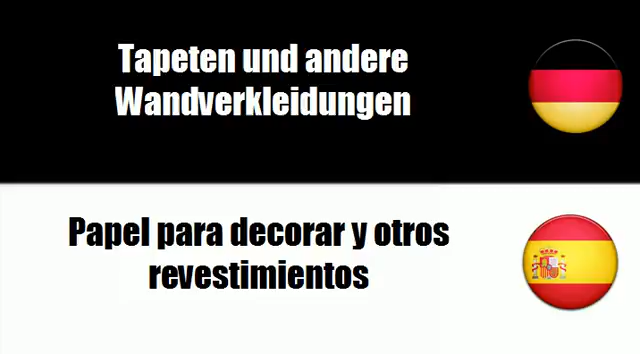 Tapeten und andere
Wandverkleidungen
Papel para decorar y otros
revestimientos